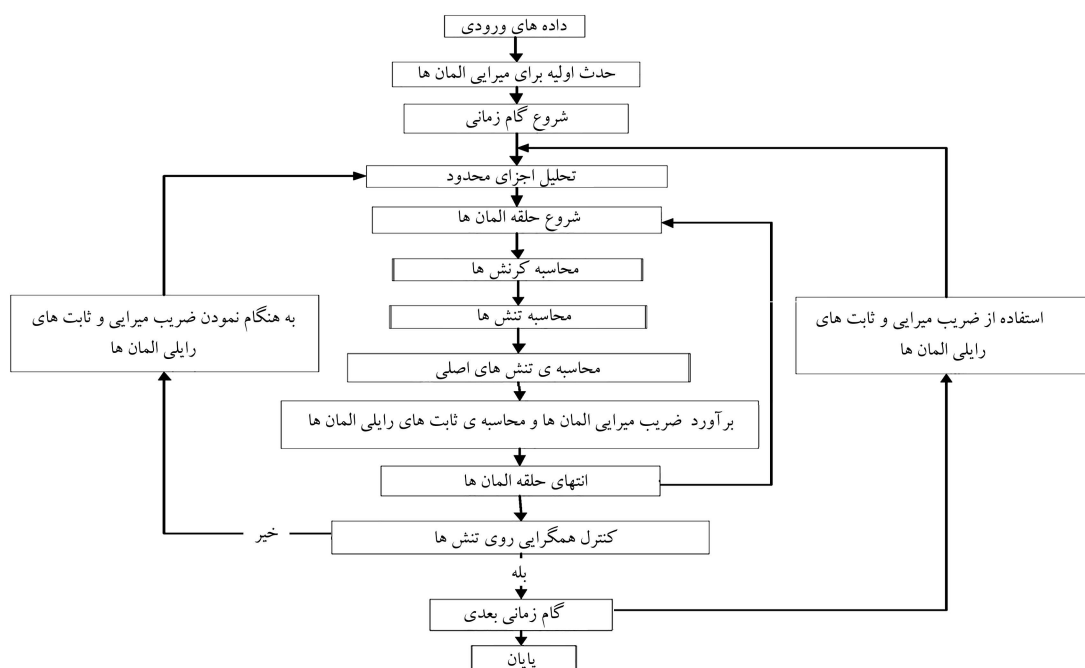 داده های ورودی
حدث اولیه برای میرایی المان ها
شروع گام زمانی
تحلیل اجزای محدود
شروع حلقه المان ها
محاسبه کرنش ها
محاسبه تنش ها
محاسبه ی تنش های اصلی
برآورد ضریب میرایی المان ها و محاسبه ی ثابت های رایلی المان ها
انتهای حلقه المان ها
کنترل همگرایی روی تنش ها
خیر
به هنگام نمودن ضریب میرایی و ثابت های
رایلی المان ها
بله
گام زمانی بعدی
استفاده از ضریب میرایی و ثابت های
رایلی المان ها
پایان